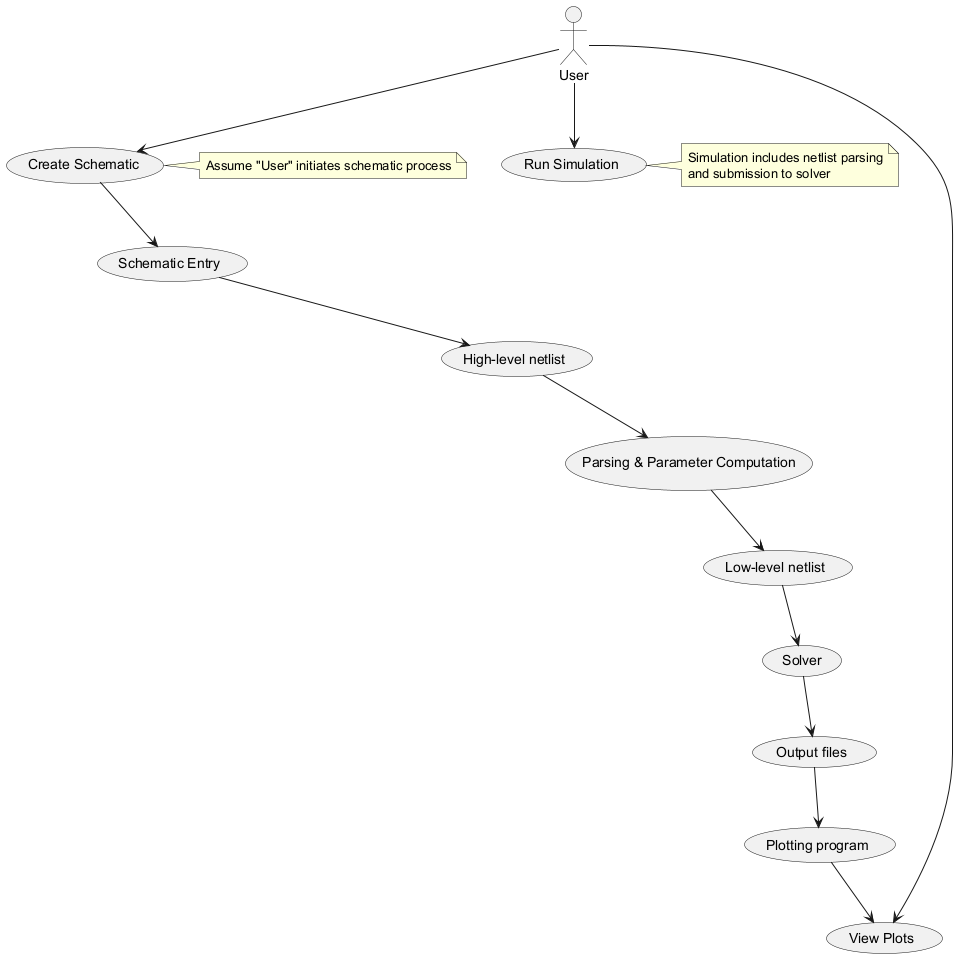 User
Create Schematic
Assume "User" initiates schematic process
Run Simulation
Simulation includes netlist parsing
and submission to solver
Schematic Entry
High-level netlist
Parsing & Parameter Computation
Low-level netlist
Solver
Output files
Plotting program
View Plots